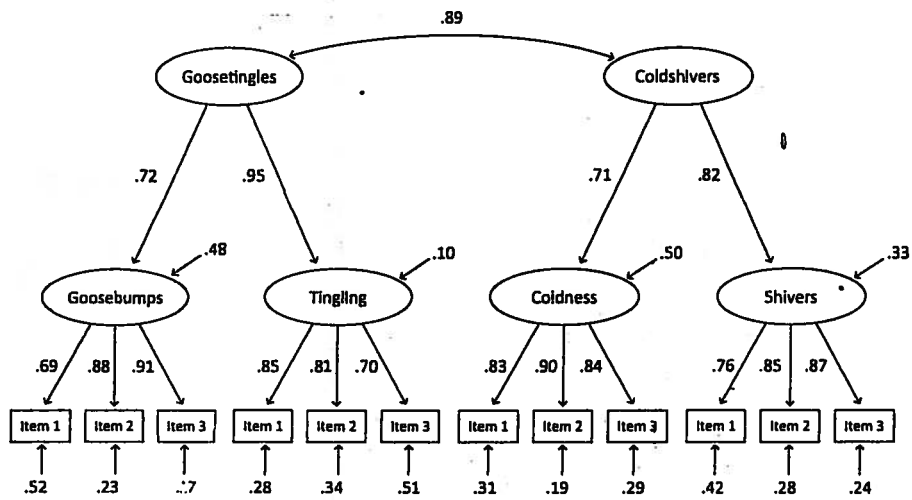 .89
Goosetingles Coldshivers
.72 .95 .71 .82
.48 .10 .50 .33
Goosebumps Tingling Coldness Shivers
.69 .88 .91 .85 .81 .70 .83 .90 .84 .76 .85 .87
Item 1 Item 2 Item 3 Item 1 Item 2 Item 3 Item 1 Item 2 Item 3 Item 1 Item 2 Item 3
.52 .23 .28 .34 .51 .31 .19 .29 .42 .28 .24